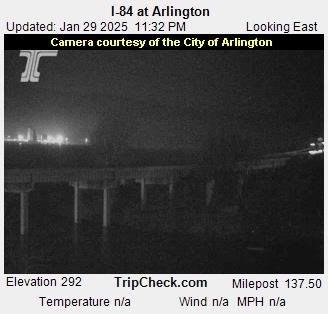 I-84 at Arlington
Updated: Jan 29 2025 11:32 PM Looking East
Camera courtesy of the City of Arlington
Elevation 292 TripCheck.com Milepost 137.50
Temperature n/a Wind n/a MPH n/a